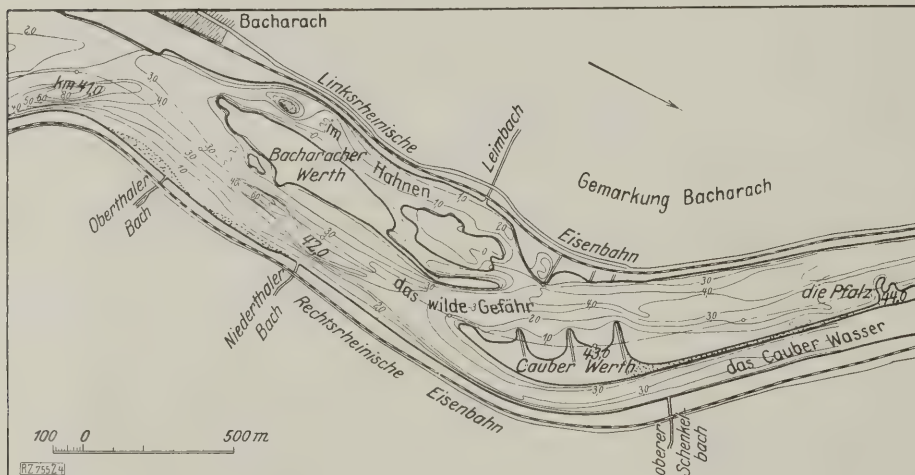 Bacharach
km 41,0
Linksrheinische
im
Hahnen
Bacharacher
Werth
Leimbach
Gemarkung Bacharach
Eisenbahn
Oberthaler
Bach
42,0
Niederthaler
Bach
Rechtsrheinische
Eisenbahn
das wilde Gefähr
die Pfalz
44,0
43,0
Cauber Werth
das Cauber Wasser
oberer
Schenkel-
bach
100 0 500 m
RZ 755Z4